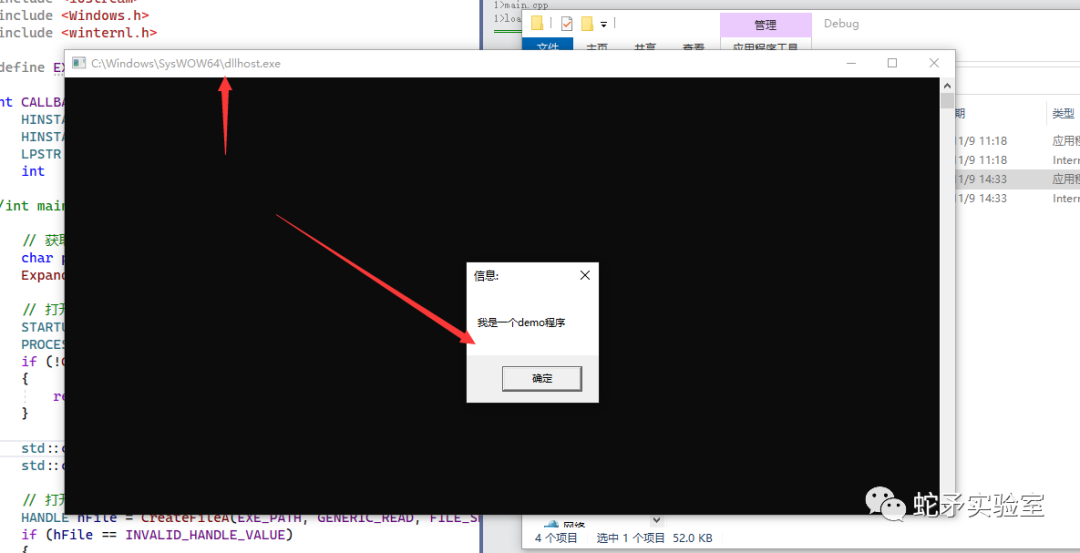 include <iostream>
include <Windows.h>
include <winternl.h>
define
nt CALLBA
HINSTA
HINSTA
LPSTR
int
/int main
// 获取
char p
Expand
// 打开
STARTU
PROCES
if (!C
{
re
}
std::
std::
// 打开
HANDLE hFile = CreateFileA(EXE_PATH, GENERIC_READ, FILE_S
if (hFile == INVALID_HANDLE_VALUE)
{
1>main.cpp
1>loa
管理
Debug
文件
主页
共享
查看
应用程序工具
C:\Windows\SysWOW64\dllhost.exe
期
类型
1/9 11:18
应用程
1/9 11:18
Inter
1/9 14:33
应用程
1/9 14:33
Inter
信息:
我是一个demo程序
确定
网络
4 个项目
选中 1 个项目
52.0 KB
蛇矛实验室